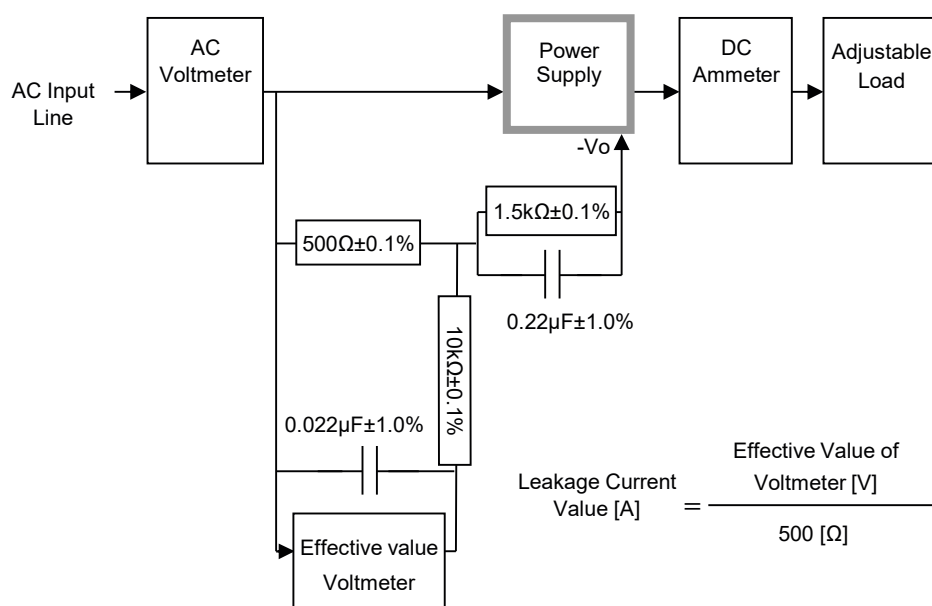 AC
Voltmeter
Power
Supply
DC
Ammeter
Adjustable
Load
AC Input
Line
-Vo
1.5kΩ±0.1%
500Ω±0.1%
0.22µF±1.0%
10kΩ±0.1%
0.022µF±1.0%
Effective value
Voltmeter
Leakage Current
Value [A]
=
Effective Value of
Voltmeter [V]
500 [Ω]